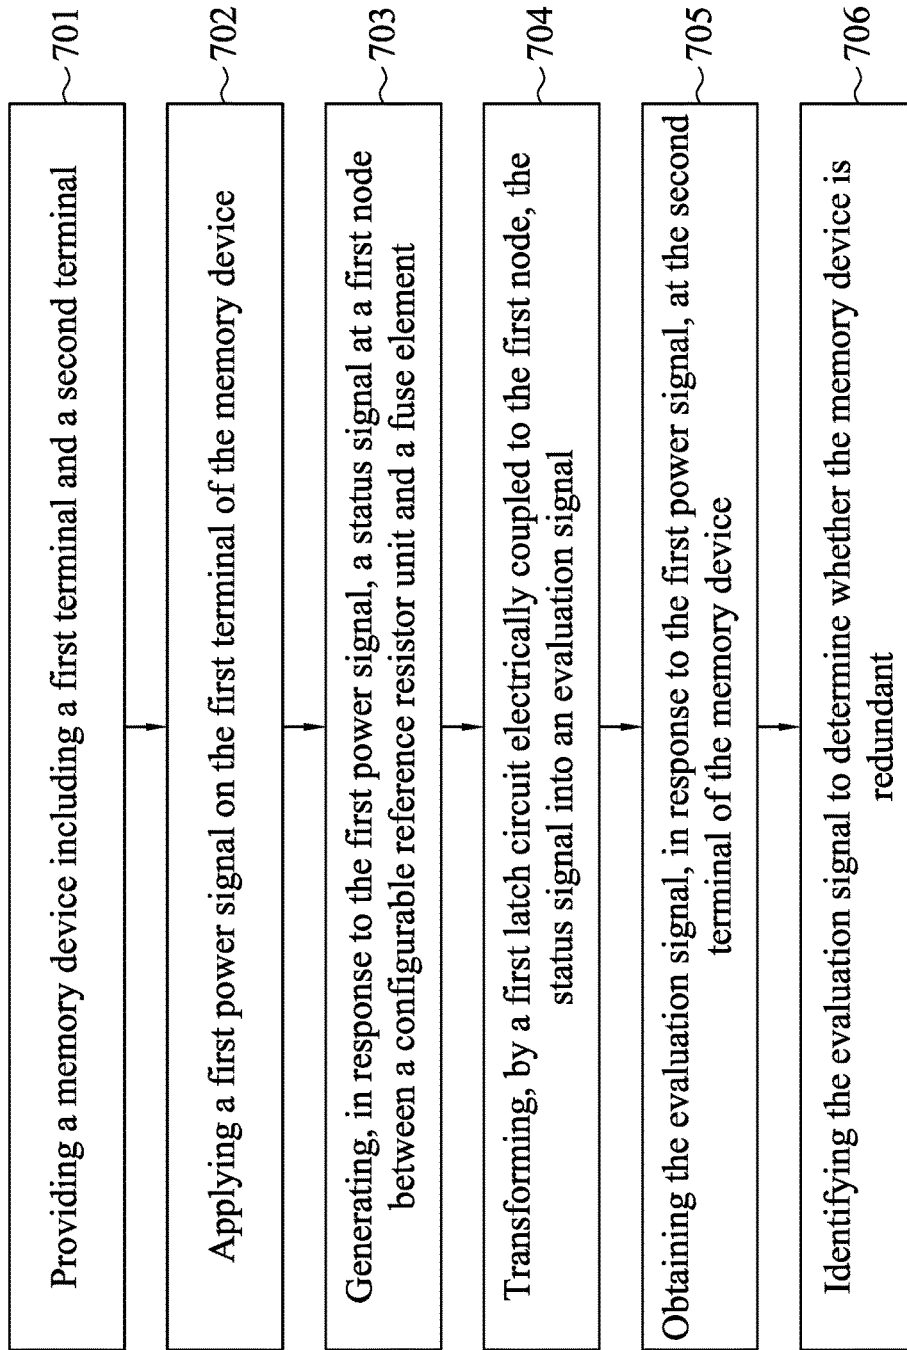 Providing a memory device including a first terminal and a second terminal
701
Applying a first power signal on the first terminal of the memory device
702
Generating, in response to the first power signal, a status signal at a first node
between a configurable reference resistor unit and a fuse element
703
Transforming, by a first latch circuit electrically coupled to the first node, the
status signal into an evaluation signal
704
Obtaining the evaluation signal, in response to the first power signal, at the second
terminal of the memory device
705
Identifying the evaluation signal to determine whether the memory device is
redundant
706